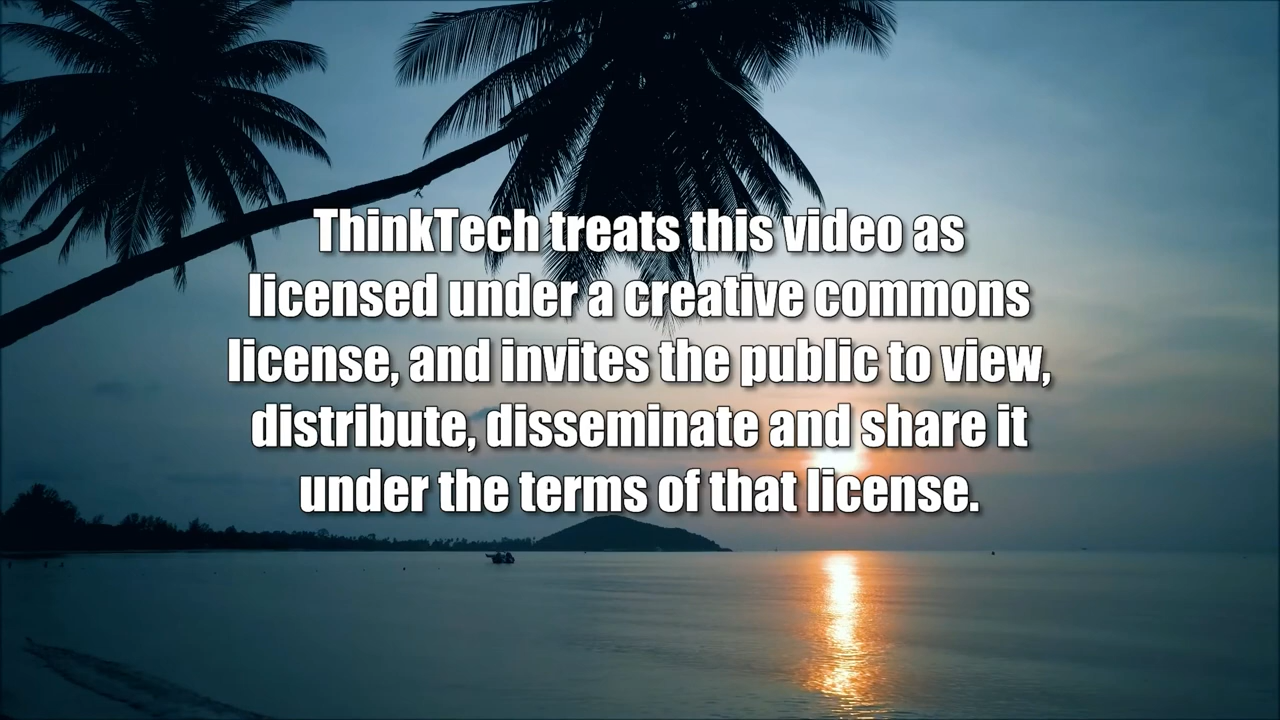 ThinkTech treats this video as
licensed under a creative commons
license, and invites the public to view,
distribute, disseminate and share it
under the terms of that license.